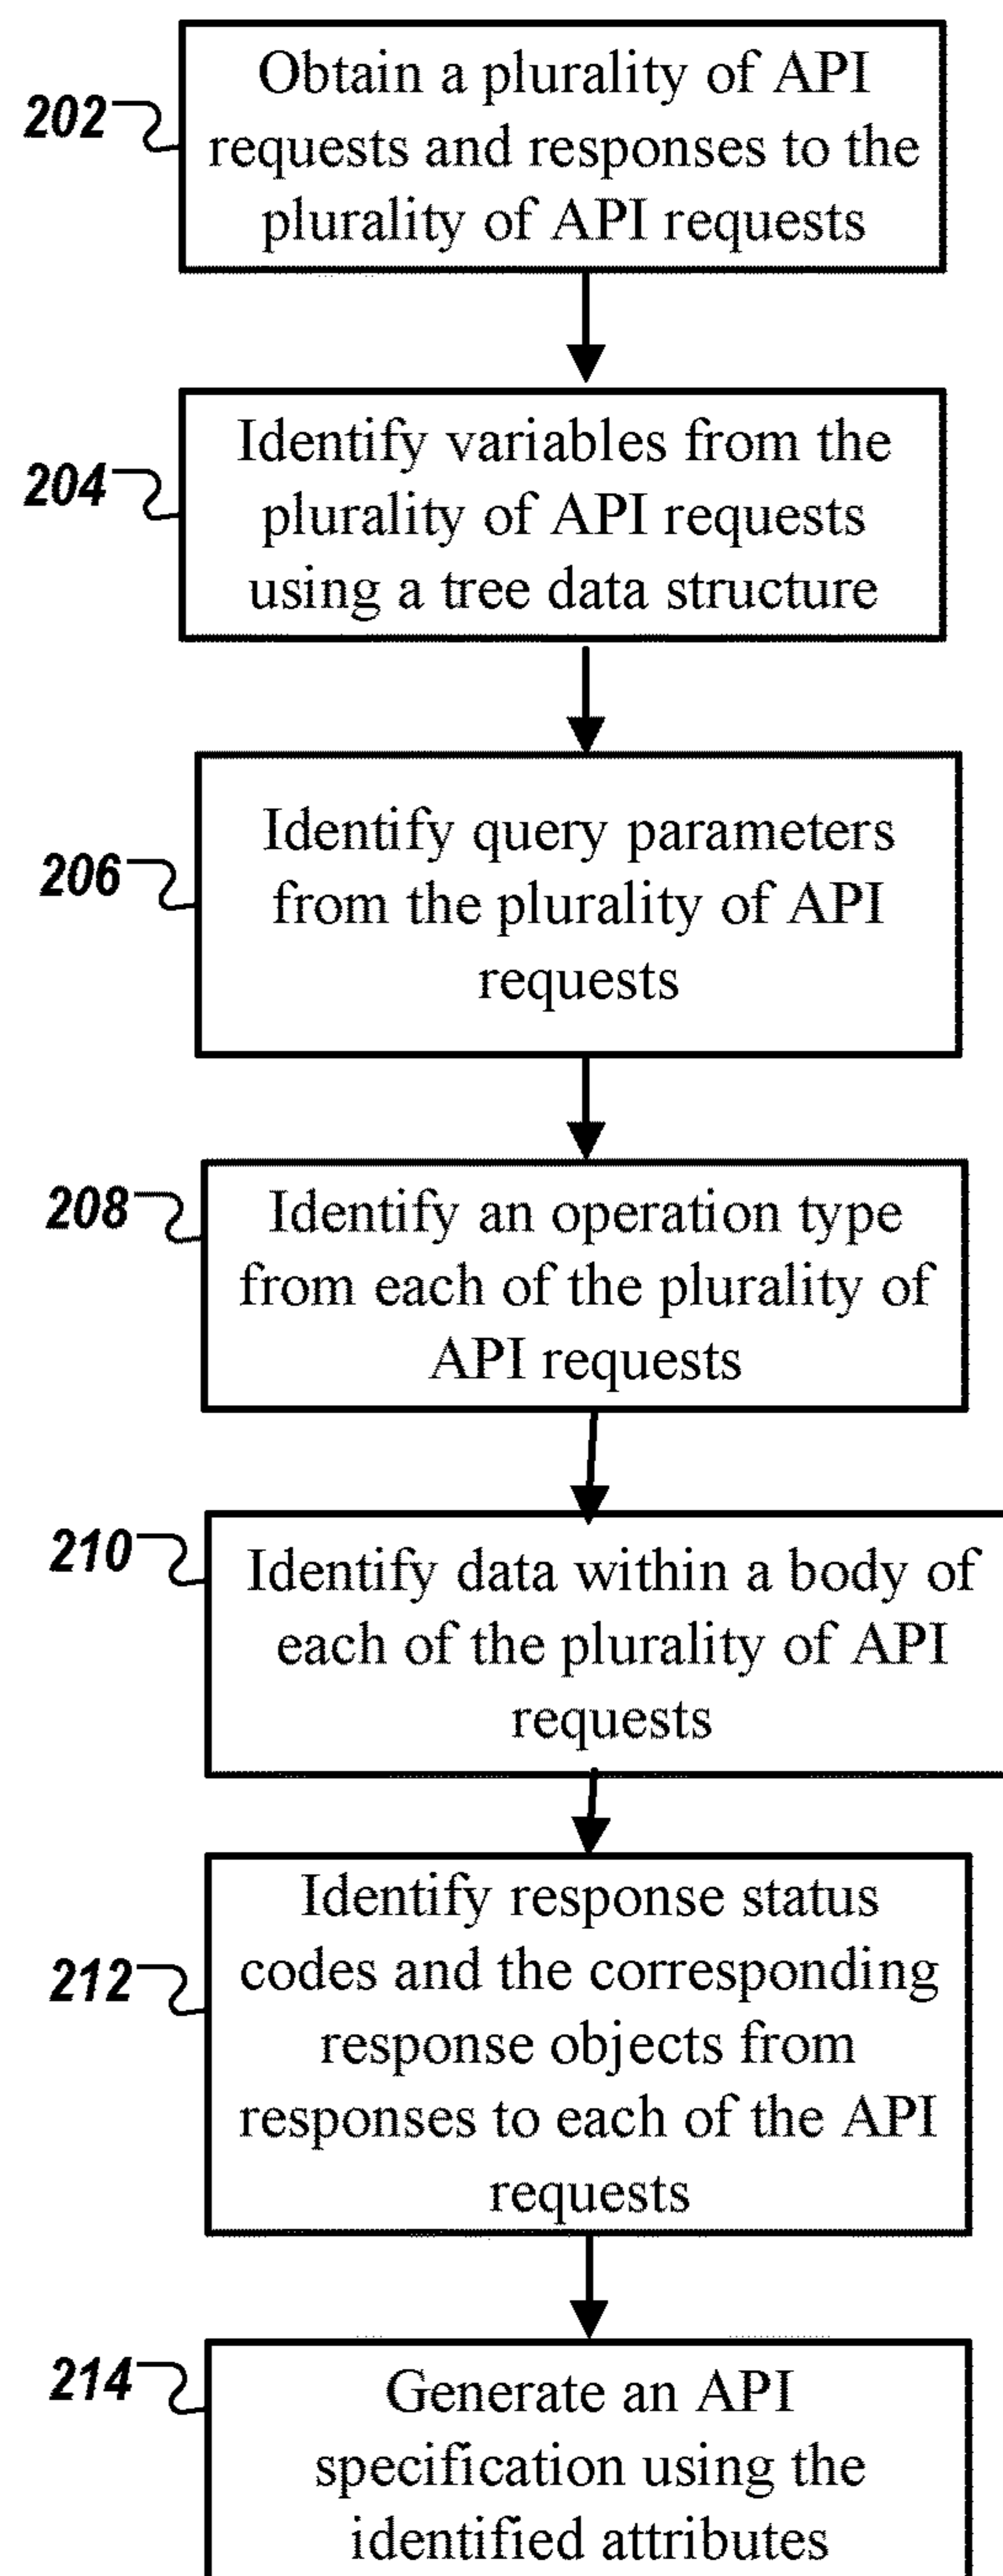 202
Obtain a plurality of API
requests and responses to the
plurality of API requests
204
Identify variables from the
plurality of API requests
using a tree data structure
206
Identify query parameters
from the plurality of API
requests
208
Identify an operation type
from each of the plurality of
API requests
210
Identify data within a body of
each of the plurality of API
requests
212
Identify response status
codes and the corresponding
response objects from
responses to each of the API
requests
214
Generate an API
specification using the
identified attributes